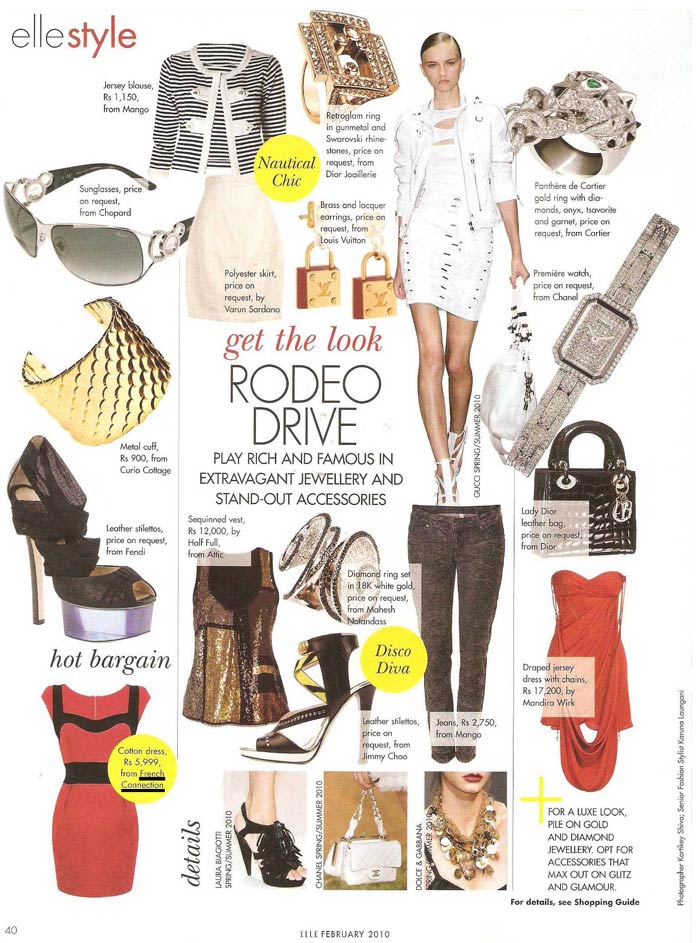 elle style
Jersey blouse,
Rs 1,150,
from Mango
Retroglam ring
in gunmetal and
Swarovski rhine-
stones, price on
request, from
Dior Joaillerie
Nautical
Chic
Sunglasses, price
on request,
from Chopard
Brass and lacquer
earrings, price on
request, from
Louis Vuitton
Panthère de Cartier
gold ring with dia-
monds, onyx, tsavorite
and garnet, price on
request, from Cartier
Polyester skirt,
price on
request, by
Varun Sardana
Première watch,
price on request,
from Chanel
get the look
RODEO
DRIVE
PLAY RICH AND FAMOUS IN
EXTRAVAGANT JEWELLERY AND
STAND-OUT ACCESSORIES
GUCCI SPRING/SUMMER 2010
Metal cuff,
Rs 900, from
Curio Cottage
Leather stilettos,
price on request,
from Fendi
Sequinned vest,
Rs 12,000, by
Half Full,
from Attic
Lady Dior
leather bag,
price on request,
from Dior
Diamond ring set
in 18K white gold,
price on request,
from Mahesh
Notandass
Disco
Diva
hot bargain
Draped jersey
dress with chains,
Rs 17,200, by
Mandira Wirk
Leather stilettos,
price on
request, from
Jimmy Choo
Jeans, Rs 2,750,
from Mango
Cotton dress,
Rs 5,999,
from French
Connection
details
LAURA BIAGIOTTI
SPRING/SUMMER 2010
CHANEL SPRING/SUMMER 2010
DOLCE & GABBANA
SPRING/SUMMER 2010
+
FOR A LUXE LOOK,
PILE ON GOLD
AND DIAMOND
JEWELLERY. OPT FOR
ACCESSORIES THAT
MAX OUT ON GLITZ
AND GLAMOUR.
For details, see Shopping Guide
Photographer Kartikey Shiva; Senior Fashion Stylist Karuna Laungani
40
ELLE FEBRUARY 2010